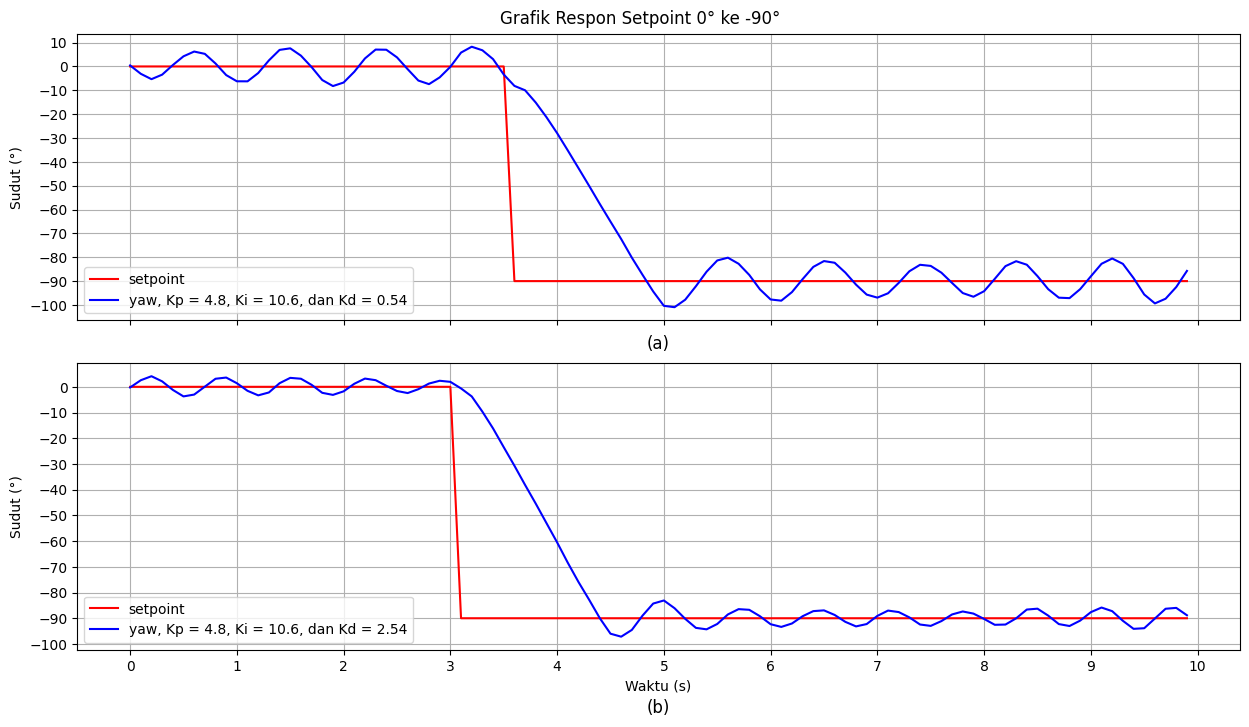 Grafik Respon Setpoint 0° ke -90°
10
0
−10
−20
−30
−40
−50
−60
−70
−80
−90
−100
Sudut (°)
setpoint
yaw, Kp = 4.8, Ki = 10.6, dan Kd = 0.54
(a)
0
−10
−20
−30
−40
−50
−60
−70
−80
−90
−100
Sudut (°)
setpoint
yaw, Kp = 4.8, Ki = 10.6, dan Kd = 2.54
0 1 2 3 4 5 6 7 8 9 10
Waktu (s)
(b)